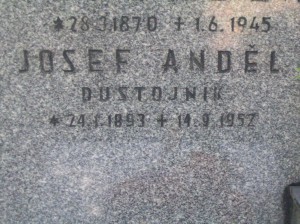 *28.3.1870 + 1.6.1945
JOSEF ANDĚL
DŮSTOJNÍK
*24.1.1893 + 14.9.1957